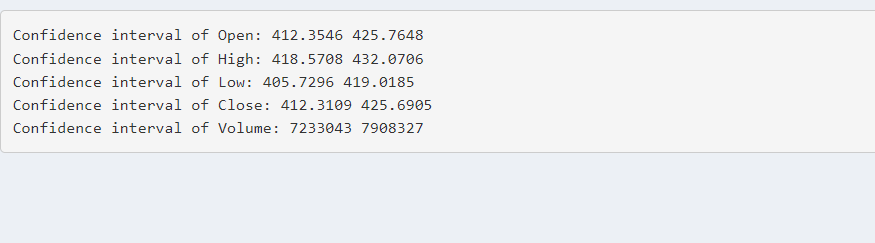 Confidence interval of Open: 412.3546 425.7648
Confidence interval of High: 418.5708 432.0706
Confidence interval of Low: 405.7296 419.0185
Confidence interval of Close: 412.3109 425.6905
Confidence interval of Volume: 7233043 7908327